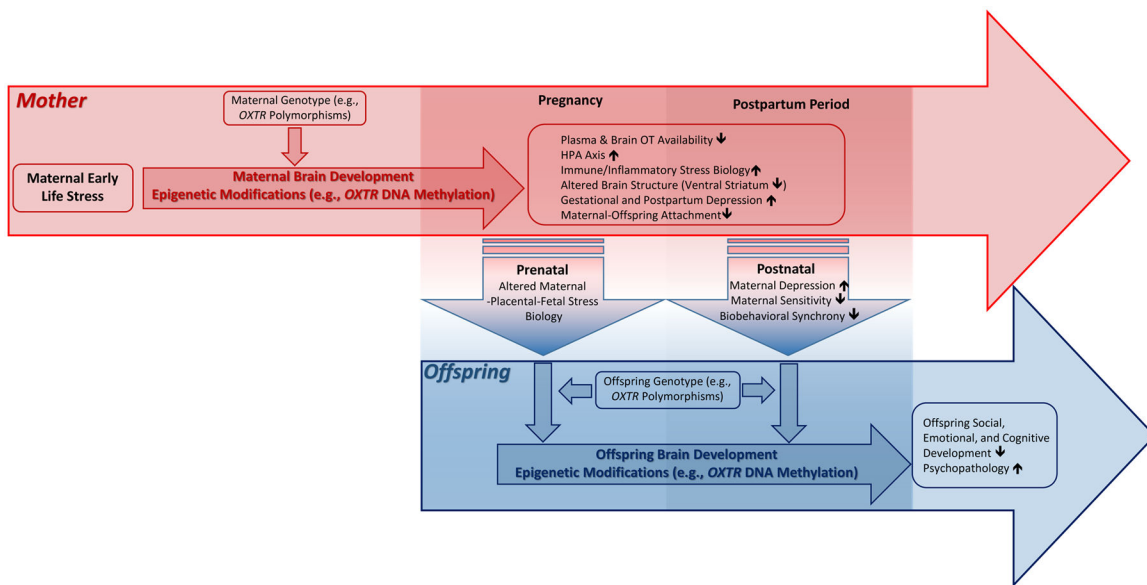 Mother
Maternal Genotype (e.g.,
OXTR Polymorphisms)
Pregnancy
Postpartum Period
Maternal Early
Life Stress
Maternal Brain Development
Epigenetic Modifications (e.g., OXTR DNA Methylation)
Plasma & Brain OT Availability ↓
HPA Axis ↑
Immune/Inflammatory Stress Biology ↑
Altered Brain Structure (Ventral Striatum ↓)
Gestational and Postpartum Depression ↑
Maternal-Offspring Attachment ↓
Prenatal
Altered Maternal
-Placental-Fetal Stress
Biology
Postnatal
Maternal Depression ↑
Maternal Sensitivity ↓
Biobehavioral Synchrony ↓
Offspring
Offspring Genotype (e.g.,
OXTR Polymorphisms)
Offspring Brain Development
Epigenetic Modifications (e.g., OXTR DNA Methylation)
Offspring Social,
Emotional, and Cognitive
Development ↓
Psychopathology ↑